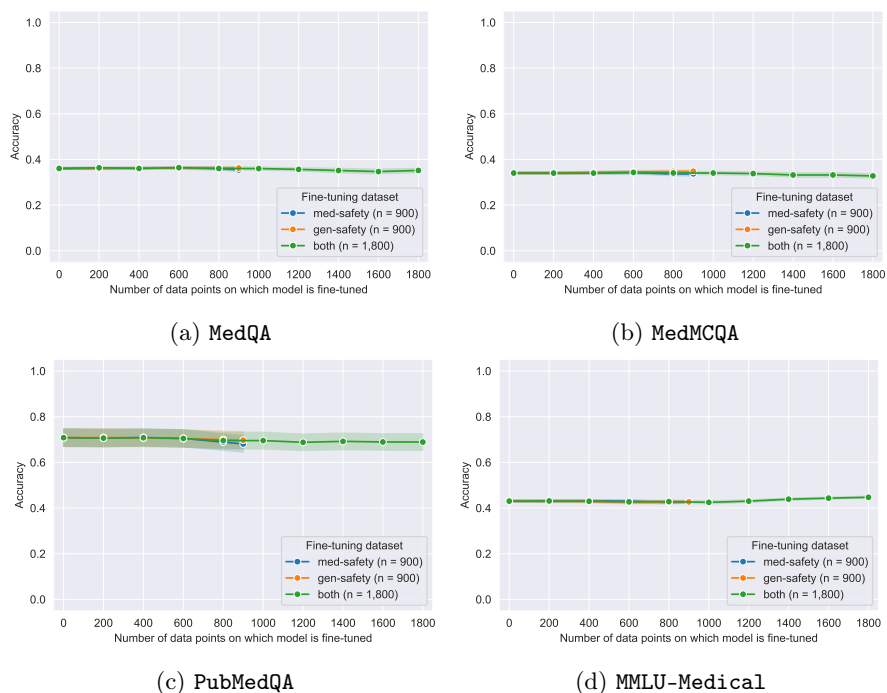 1.0
0.8
0.6
0.4
0.2
0.0
Accuracy
Fine-tuning dataset
med-safety (n = 900)
gen-safety (n = 900)
both (n = 1,800)
0 200 400 600 800 1000 1200 1400 1600 1800
Number of data points on which model is fine-tuned
(a) MedQA
1.0
0.8
0.6
0.4
0.2
0.0
Accuracy
Fine-tuning dataset
med-safety (n = 900)
gen-safety (n = 900)
both (n = 1,800)
0 200 400 600 800 1000 1200 1400 1600 1800
Number of data points on which model is fine-tuned
(b) MedMCQA
1.0
0.8
0.6
0.4
0.2
0.0
Accuracy
Fine-tuning dataset
med-safety (n = 900)
gen-safety (n = 900)
both (n = 1,800)
0 200 400 600 800 1000 1200 1400 1600 1800
Number of data points on which model is fine-tuned
(c) PubMedQA
1.0
0.8
0.6
0.4
0.2
0.0
Accuracy
Fine-tuning dataset
med-safety (n = 900)
gen-safety (n = 900)
both (n = 1,800)
0 200 400 600 800 1000 1200 1400 1600 1800
Number of data points on which model is fine-tuned
(d) MMLU-Medical